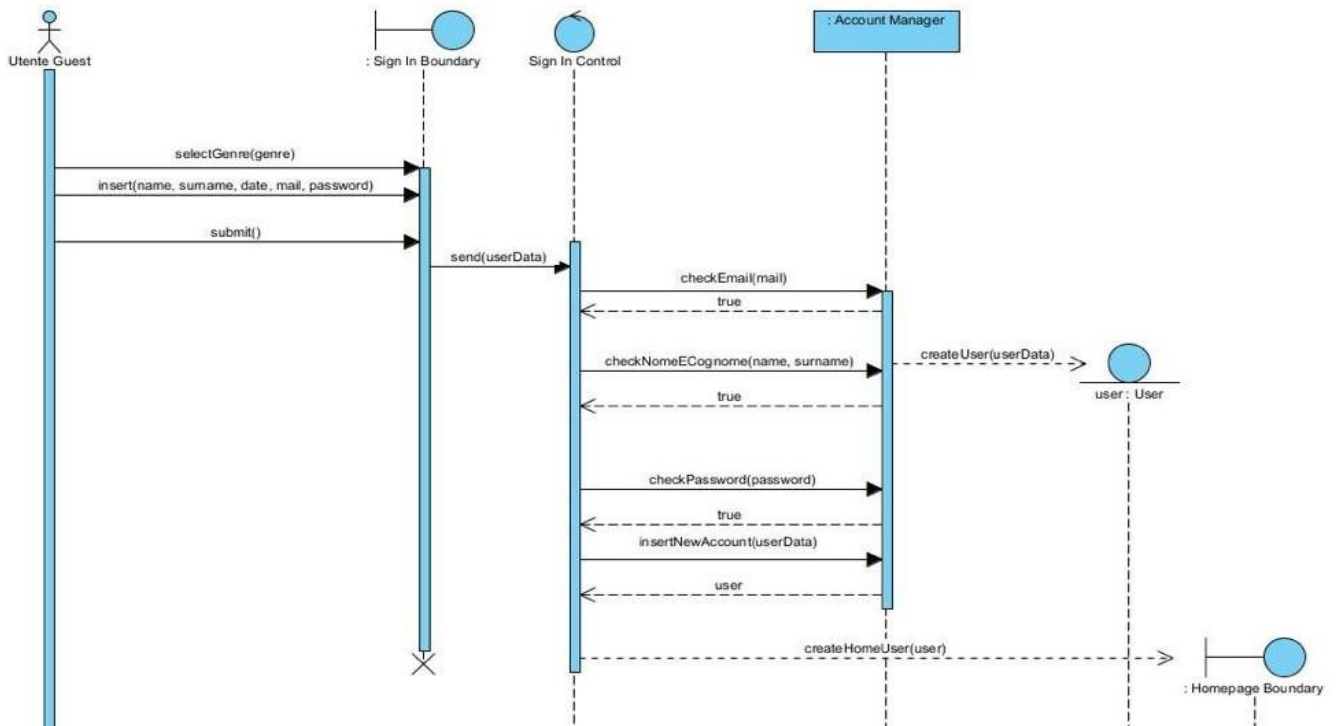 : Account Manager
Utente Guest
: Sign In Boundary
Sign In Control
selectGenre(genre)
insert(name, surname, date, mail, password)
submit()
send(userData)
checkEmail(mail)
true
checkNomeECognome(name, surname)
createUser(userData)
user : User
true
checkPassword(password)
true
insertNewAccount(userData)
user
createHomeUser(user)
: Homepage Boundary